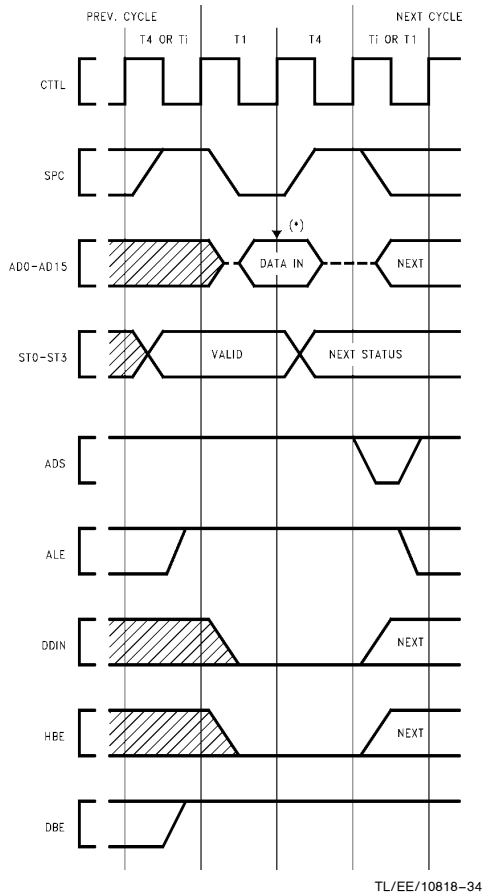 PREV. CYCLE
NEXT CYCLE
T4 OR Ti
T1
T4
Ti OR T1
CTTL
SPC
(*)
AD0-AD15
DATA IN
NEXT
ST0-ST3
VALID
NEXT STATUS
ADS
ALE
DDIN
NEXT
HBE
NEXT
DBE
TL/EE/10818-34